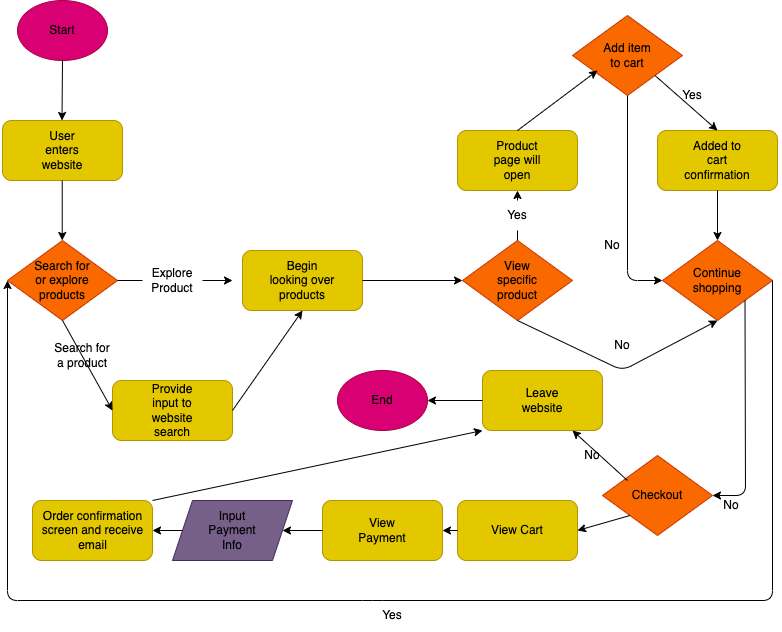 Start
Add item
to cart
Yes
User
enters
website
Product
page will
open
Added to
cart
confirmation
Yes
No
Search for
or explore
products
Explore
Product
Begin
looking over
products
View
specific
product
Continue
shopping
No
Search for
a product
Provide
input to
website
search
End
Leave
website
No
Checkout
No
Order confirmation
screen and receive
email
Input
Payment
Info
View
Payment
View Cart
Yes